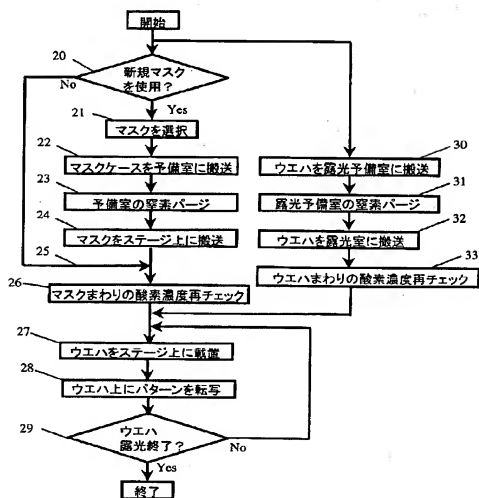 開始
20
新規マスク
を使用?
No
Yes
21
マスクを選択
22
マスクケースを予備室に搬送
23
予備室の窒素パージ
24
マスクをステージ上に搬送
25
26
マスクまわりの酸素濃度再チェック
30
ウエハを露光予備室に搬送
31
露光予備室の窒素パージ
32
ウエハを露光室に搬送
33
ウエハまわりの酸素濃度再チェック
27
ウエハをステージ上に載置
28
ウエハ上にパターンを転写
29
ウエハ
露光終了?
No
Yes
終了